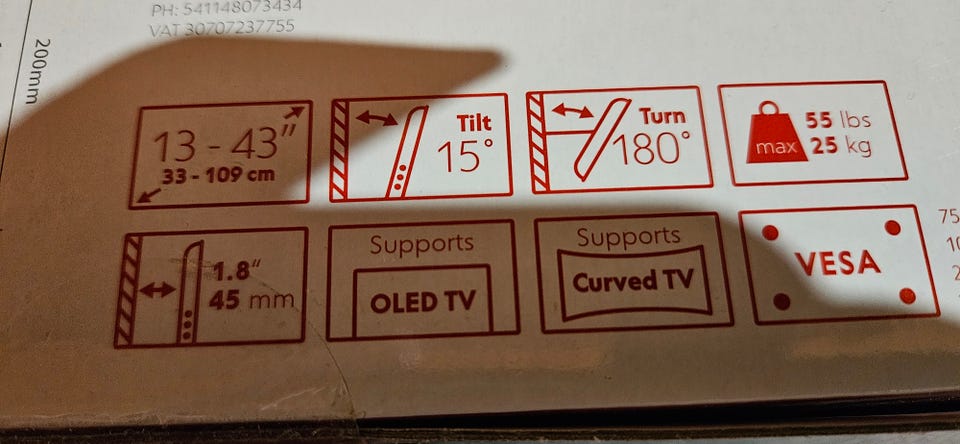 PH: 541148073434
VAT 30707237755
200mm
13 - 43"
33 - 109 cm
Tilt
15°
Turn
180°
max
55 lbs
25 kg
1.8"
45 mm
Supports
OLED TV
Supports
Curved TV
VESA
75